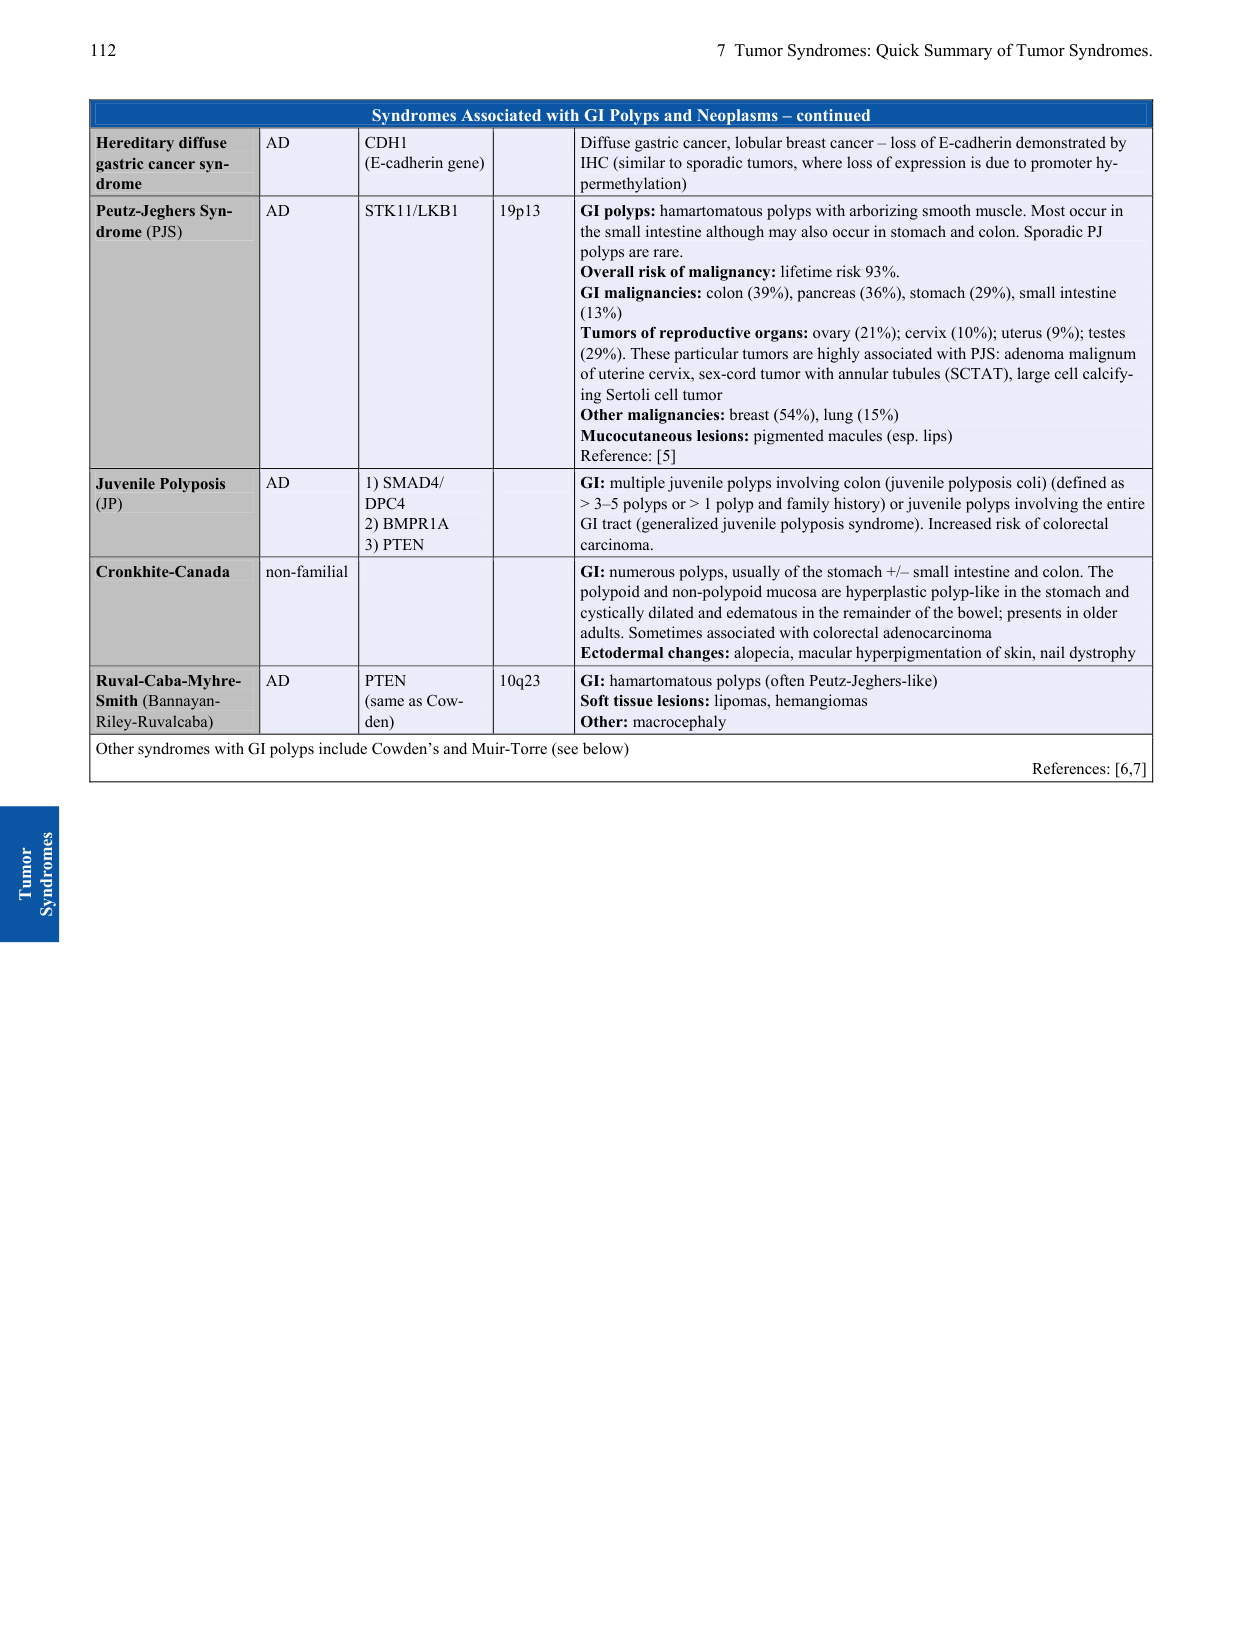 112
7 Tumor Syndromes: Quick Summary of Tumor Syndromes.
Syndromes Associated with GI Polyps and Neoplasms – continued
Hereditary diffuse
gastric cancer syn-
drome
AD
CDH1
(E-cadherin gene)
Diffuse gastric cancer, lobular breast cancer – loss of E-cadherin demonstrated by
IHC (similar to sporadic tumors, where loss of expression is due to promoter hy-
permethylation)
Peutz-Jeghers Syn-
drome (PJS)
AD
STK11/LKB1
19p13
GI polyps: hamartomatous polyps with arborizing smooth muscle. Most occur in
the small intestine although may also occur in stomach and colon. Sporadic PJ
polyps are rare.
Overall risk of malignancy: lifetime risk 93%.
GI malignancies: colon (39%), pancreas (36%), stomach (29%), small intestine
(13%)
Tumors of reproductive organs: ovary (21%); cervix (10%); uterus (9%); testes
(29%). These particular tumors are highly associated with PJS: adenoma malignum
of uterine cervix, sex-cord tumor with annular tubules (SCTAT), large cell calcify-
ing Sertoli cell tumor
Other malignancies: breast (54%), lung (15%)
Mucocutaneous lesions: pigmented macules (esp. lips)
Reference: [5]
Juvenile Polyposis
(JP)
AD
1) SMAD4/
DPC4
2) BMPR1A
3) PTEN
GI: multiple juvenile polyps involving colon (juvenile polyposis coli) (defined as
> 3–5 polyps or > 1 polyp and family history) or juvenile polyps involving the entire
GI tract (generalized juvenile polyposis syndrome). Increased risk of colorectal
carcinoma.
Cronkhite-Canada
non-familial
GI: numerous polyps, usually of the stomach +/– small intestine and colon. The
polypoid and non-polypoid mucosa are hyperplastic polyp-like in the stomach and
cystically dilated and edematous in the remainder of the bowel; presents in older
adults. Sometimes associated with colorectal adenocarcinoma
Ectodermal changes: alopecia, macular hyperpigmentation of skin, nail dystrophy
Ruval-Caba-Myhre-
Smith (Bannayan-
Riley-Ruvalcaba)
AD
PTEN
(same as Cow-
den)
10q23
GI: hamartomatous polyps (often Peutz-Jeghers-like)
Soft tissue lesions: lipomas, hemangiomas
Other: macrocephaly
Other syndromes with GI polyps include Cowden’s and Muir-Torre (see below)
References: [6,7]
Tumor
Syndromes